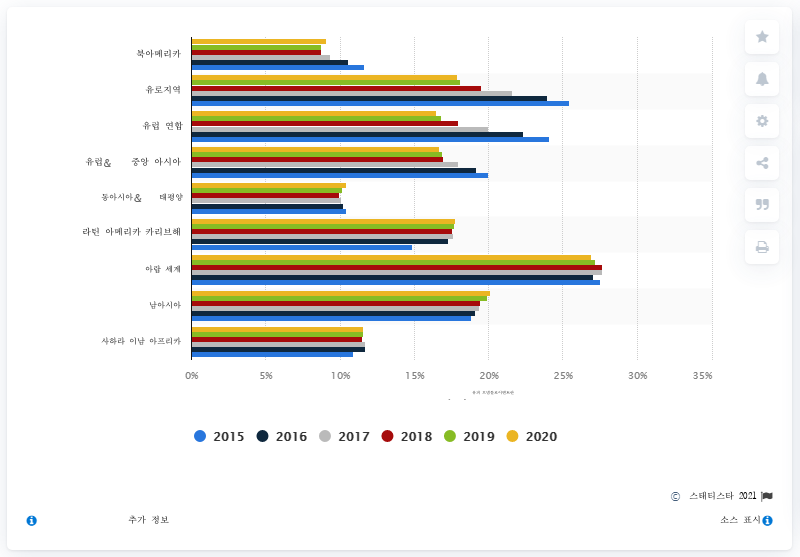 북아메리카
유로지역
유럽 연합
유럽& 중앙 아시아
동아시아& 태평양
라틴 아메리카 카리브해
아랍 세계
남아시아
사하라 이남 아프리카
0% 5% 10% 15% 20% 25% 30% 35%
2015 2016 2017 2018 2019 2020
© 스태티스타 2021
추가 정보 소스 표시